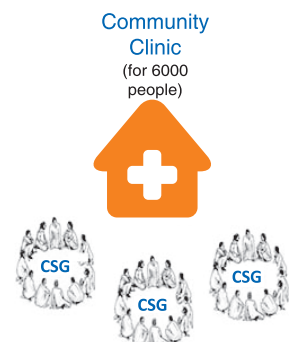 Community
Clinic
(for 6000
people)
CSG
CSG
CSG